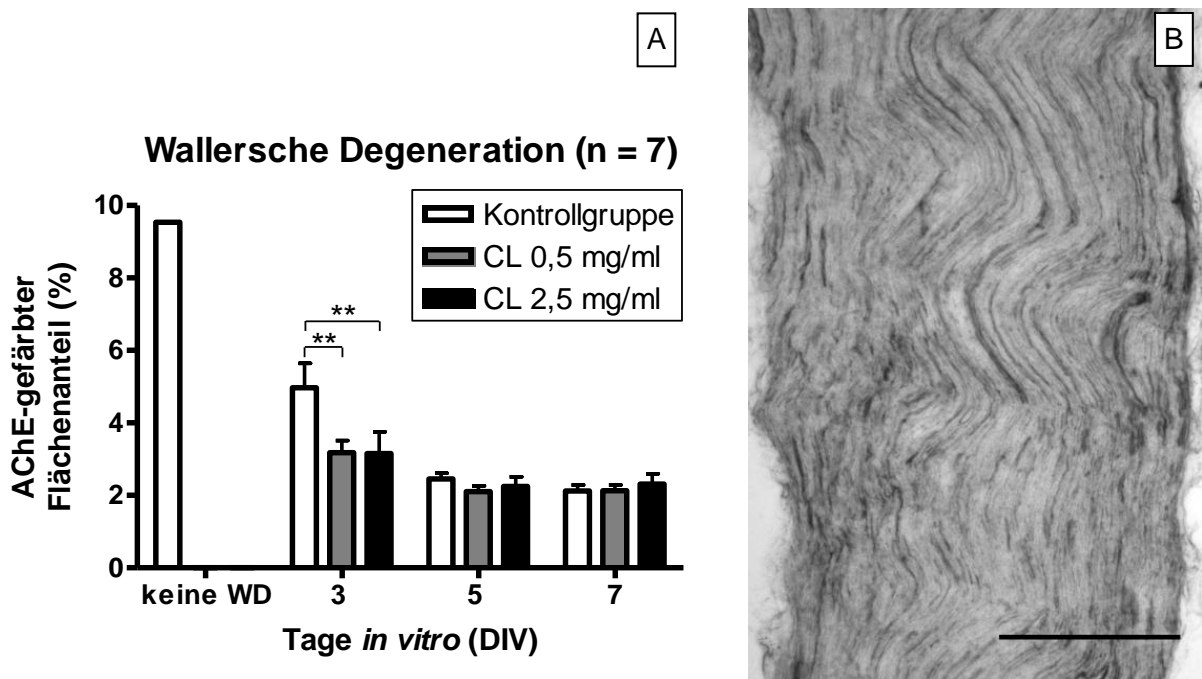 A
B
Wallersche Degeneration (n = 7)
Kontrollgruppe
CL 0,5 mg/ml
CL 2,5 mg/ml
AChE-gefärbter
Flächenanteil (%)
10
8
6
4
2
0
**
**
keine WD
3
5
7
Tage in vitro (DIV)